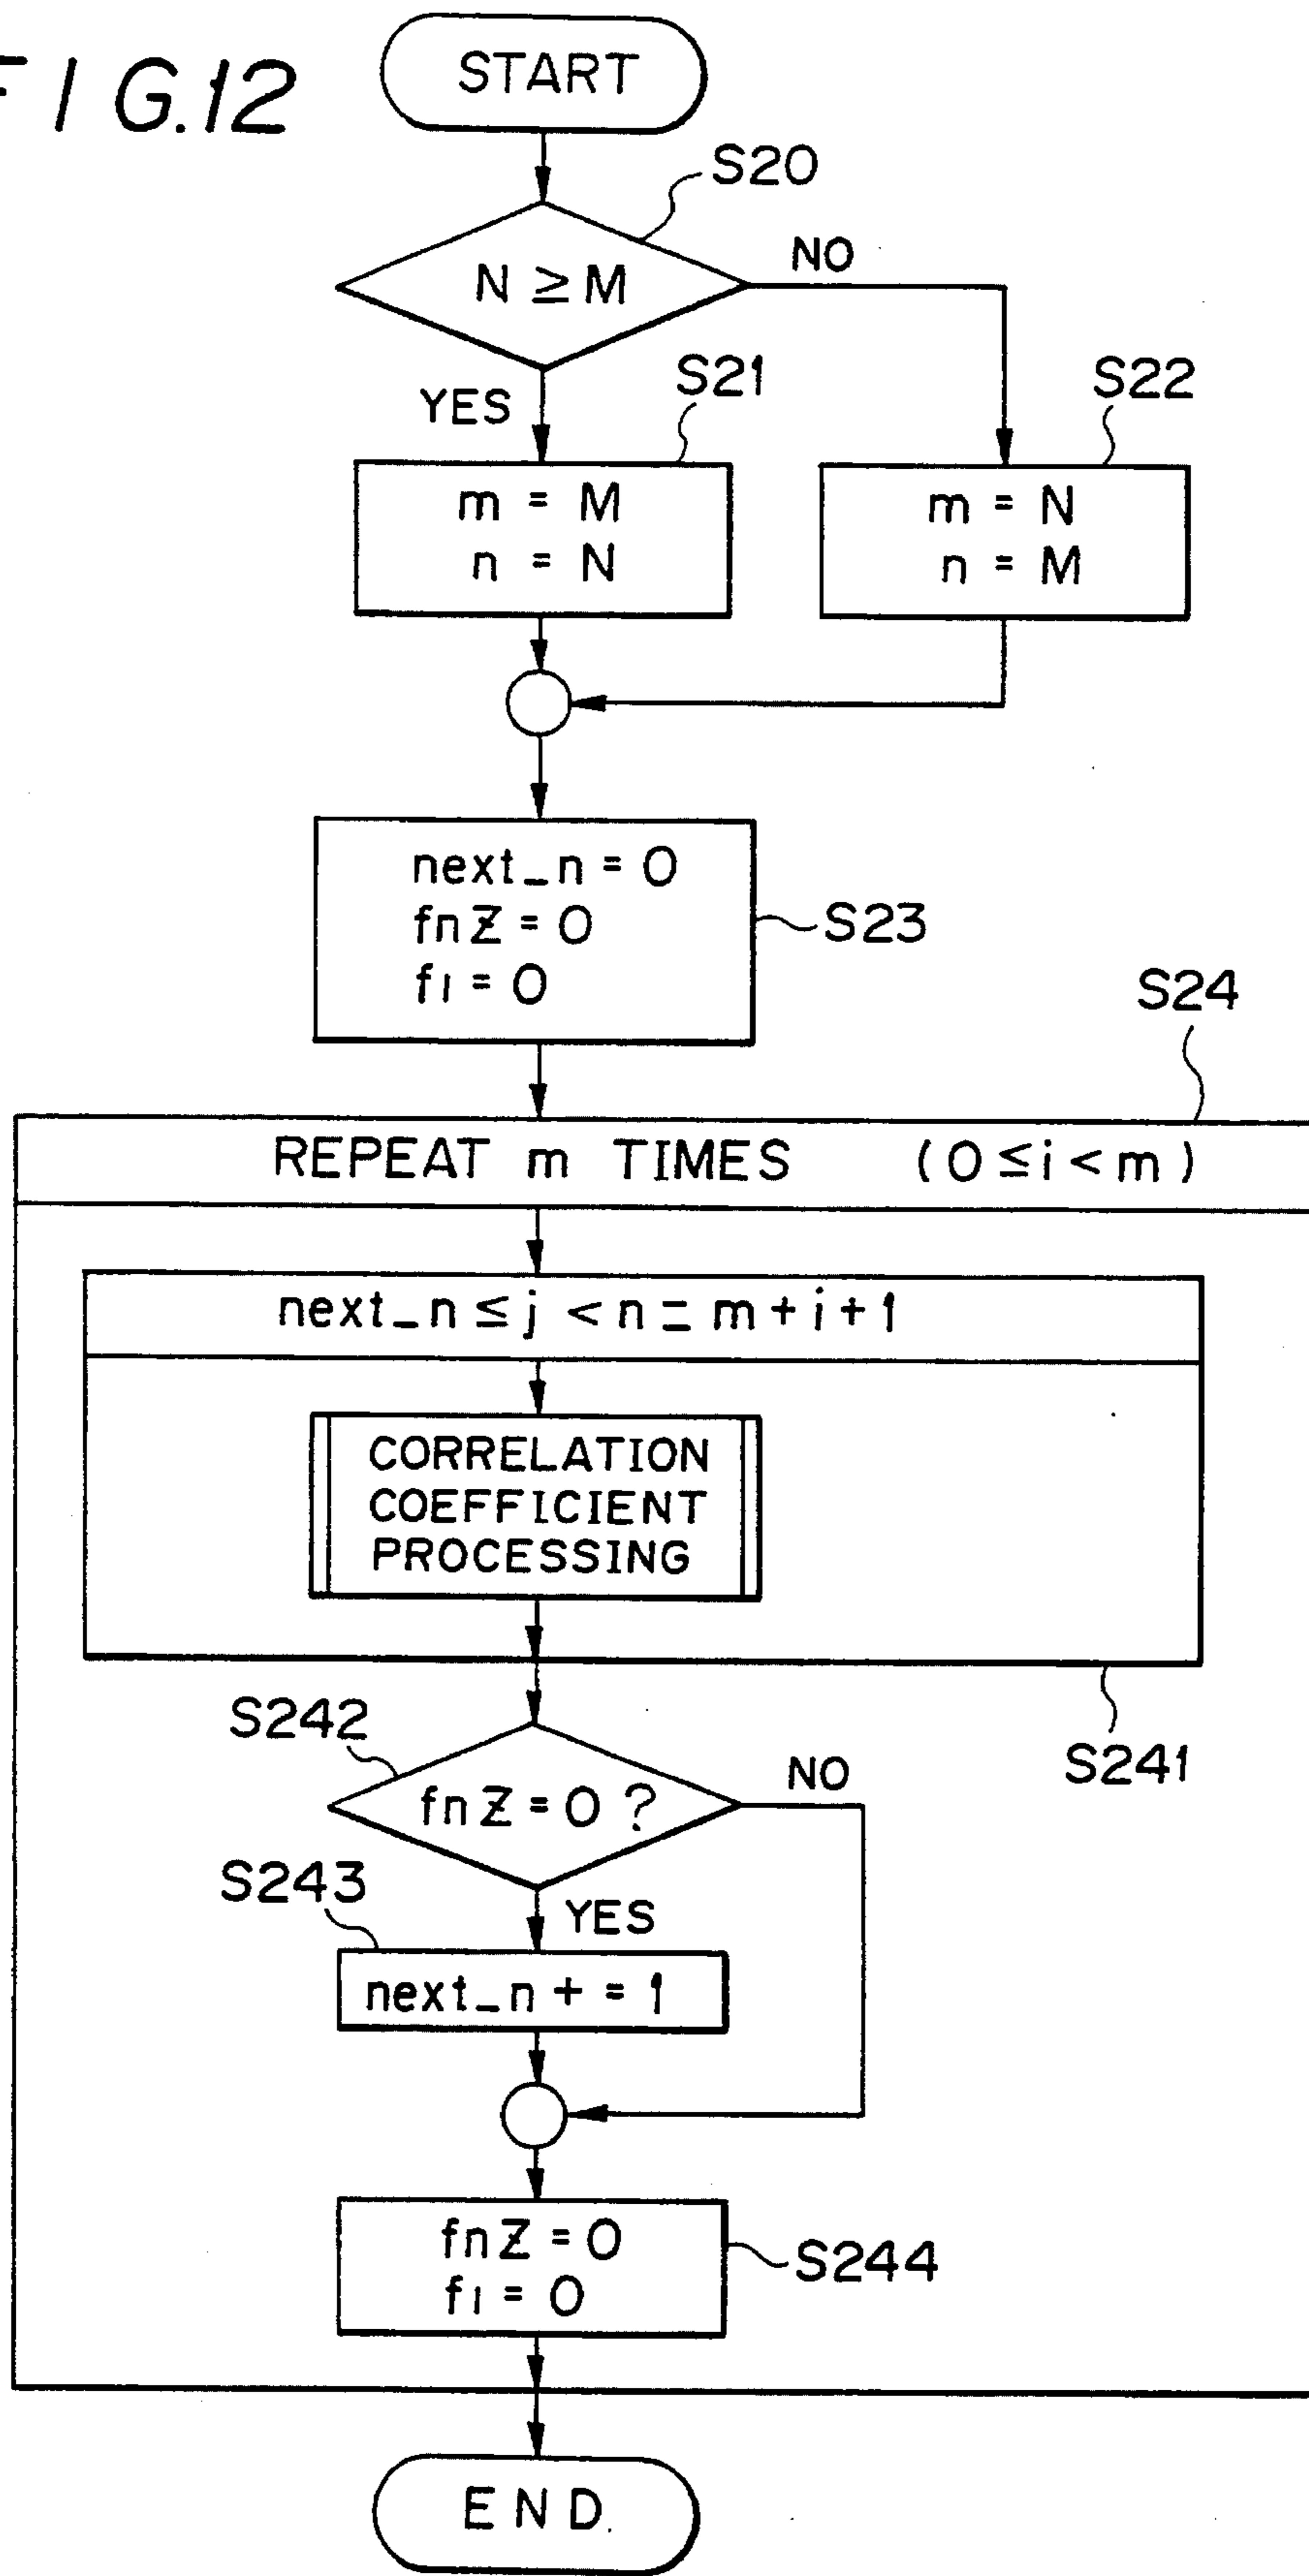 FIG.12
START
S20
N ≥ M
NO
YES
S21
S22
m = M
n = N
m = N
n = M
next_n = 0
fnZ = 0
f1 = 0
S23
S24
REPEAT m TIMES (0 ≤ i < m)
next_n ≤ j < n = m + i + 1
CORRELATION
COEFFICIENT
PROCESSING
S241
S242
fnZ = 0 ?
NO
S243
YES
next_n + = 1
fnZ = 0
f1 = 0
S244
END